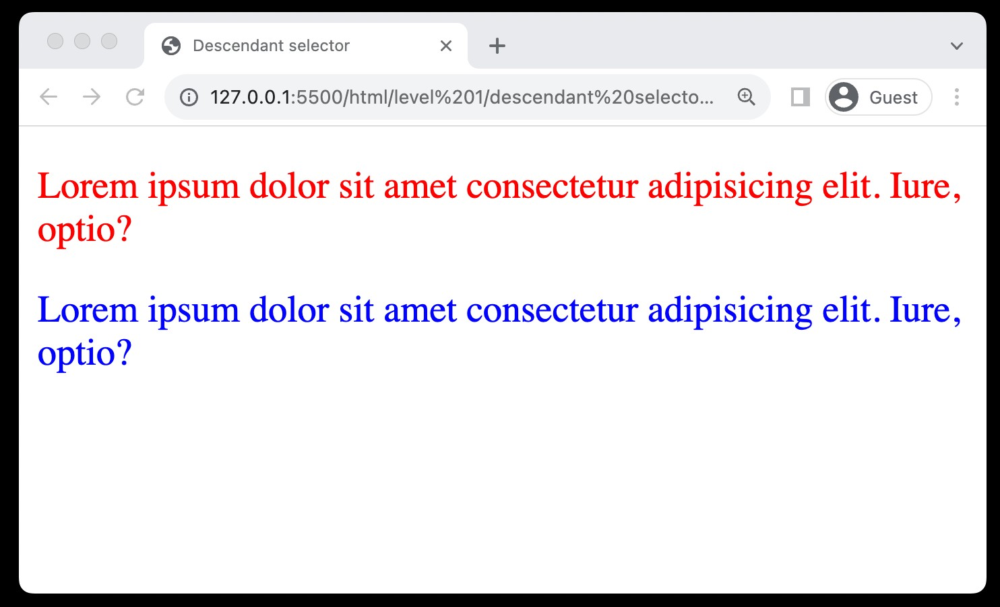 Descendant selector
127.0.0.1:5500/html/level%201/descendant%20selecto...
Guest
Lorem ipsum dolor sit amet consectetur adipisicing elit. Iure,
optio?
Lorem ipsum dolor sit amet consectetur adipisicing elit. Iure,
optio?